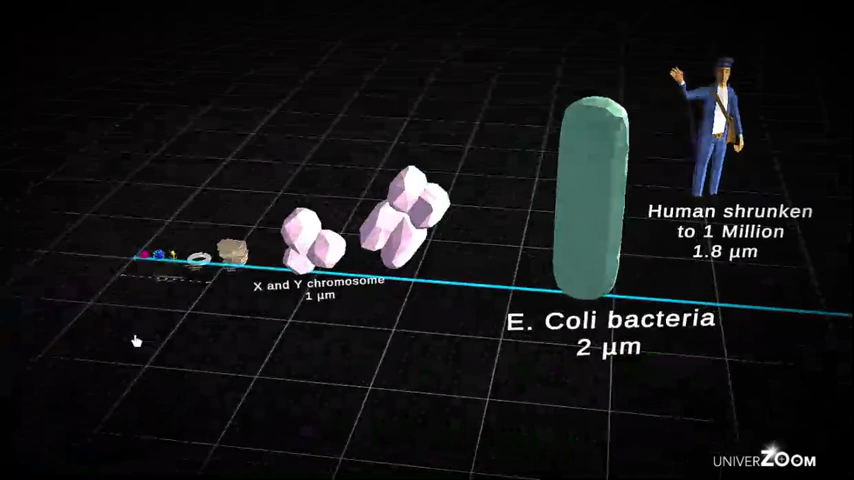 Human shrunken
to 1 Million
1.8 µm
X and Y chromosome
1 µm
E. Coli bacteria
2 µm
UNIVERZOOM